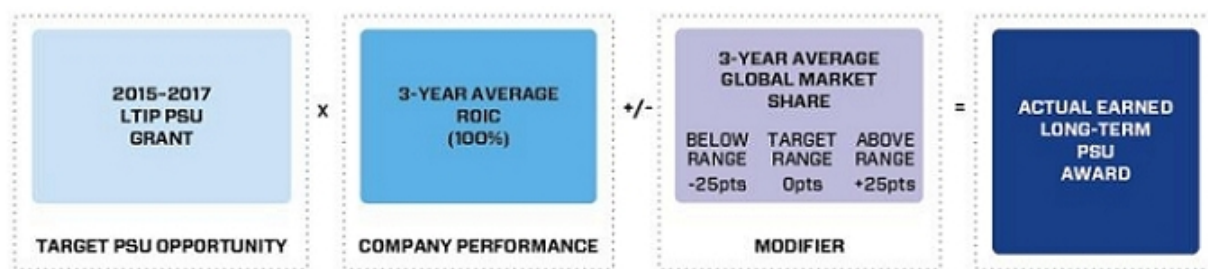 2015-2017
LTIP PSU
GRANT
TARGET PSU OPPORTUNITY
x
3-YEAR AVERAGE
ROIC
(100%)
COMPANY PERFORMANCE
+/-
3-YEAR AVERAGE
GLOBAL MARKET
SHARE
BELOW TARGET ABOVE
RANGE RANGE RANGE
-25pts 0pts +25pts
MODIFIER
=
ACTUAL EARNED
LONG-TERM
PSU
AWARD